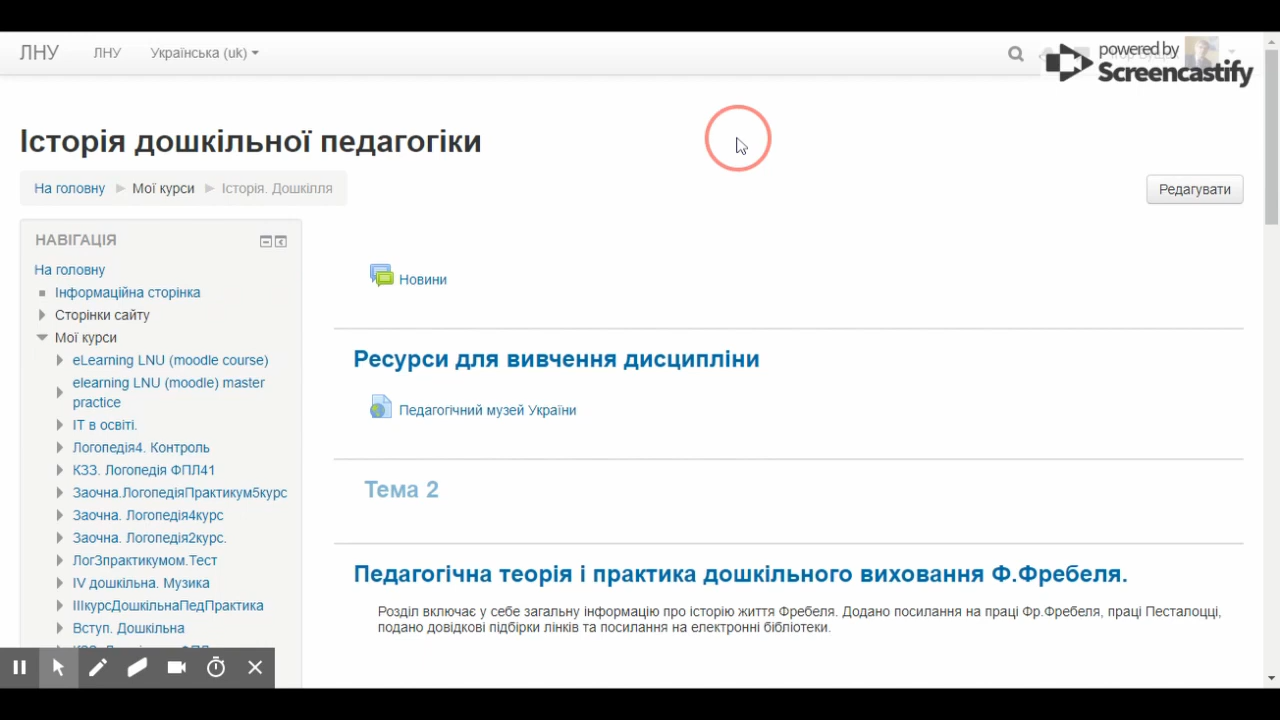 ЛНУ
ЛНУ
Українська (uk)
powered by
Screencastify
Історія дошкільної педагогіки
На головну
Мої курси
Історія. Дошкілля
Редагувати
НАВІГАЦІЯ
На головну
Інформаційна сторінка
Сторінки сайту
Мої курси
eLearning LNU (moodle course)
elearning LNU (moodle) master
practice
ІТ в освіті.
Логопедія4. Контроль
КЗЗ. Логопедія ФПЛ41
Заочна.ЛогопедіяПрактикум5курс
Заочна. Логопедія4курс
Заочна. Логопедія2курс.
ЛогЗпрактикумом.Тест
IV дошкільна. Музика
ІІІкурсДошкільнаПедПрактика
Вступ. Дошкільна
Новини
Ресурси для вивчення дисципліни
Педагогічний музей України
Тема 2
Педагогічна теорія і практика дошкільного виховання Ф.Фребеля.
Розділ включає у себе загальну інформацію про історію життя Фребеля. Додано посилання на праці Фр.Фребеля, праці Песталоцці,
подано довідкові підбірки лінків та посилання на електронні бібліотеки.